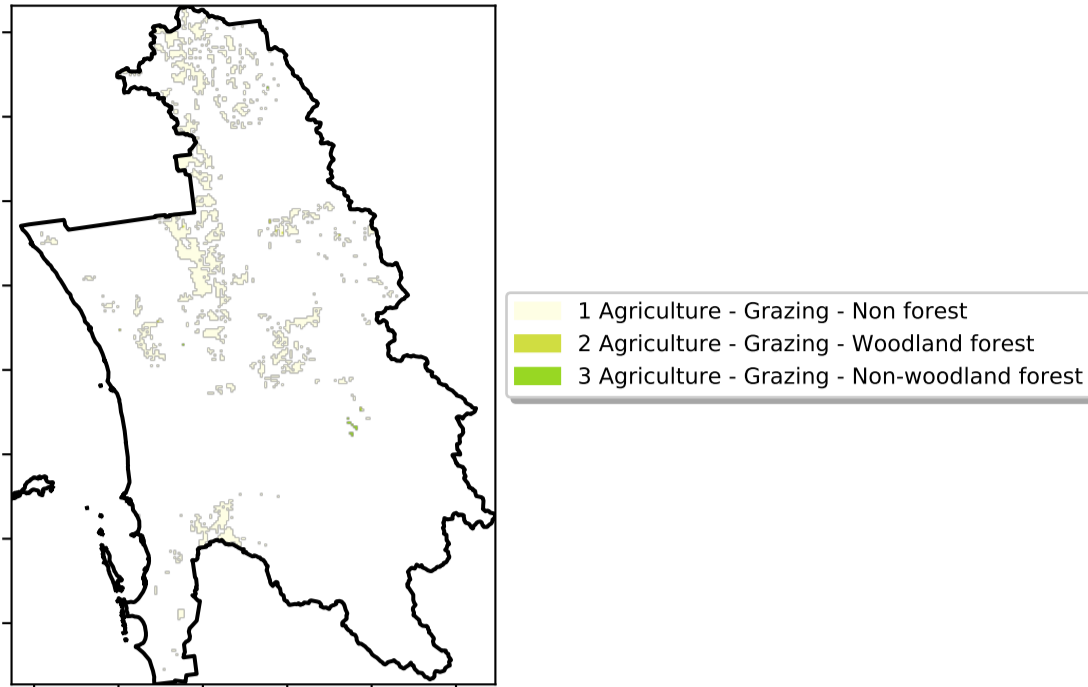 1 Agriculture - Grazing - Non forest
2 Agriculture - Grazing - Woodland forest
3 Agriculture - Grazing - Non-woodland forest